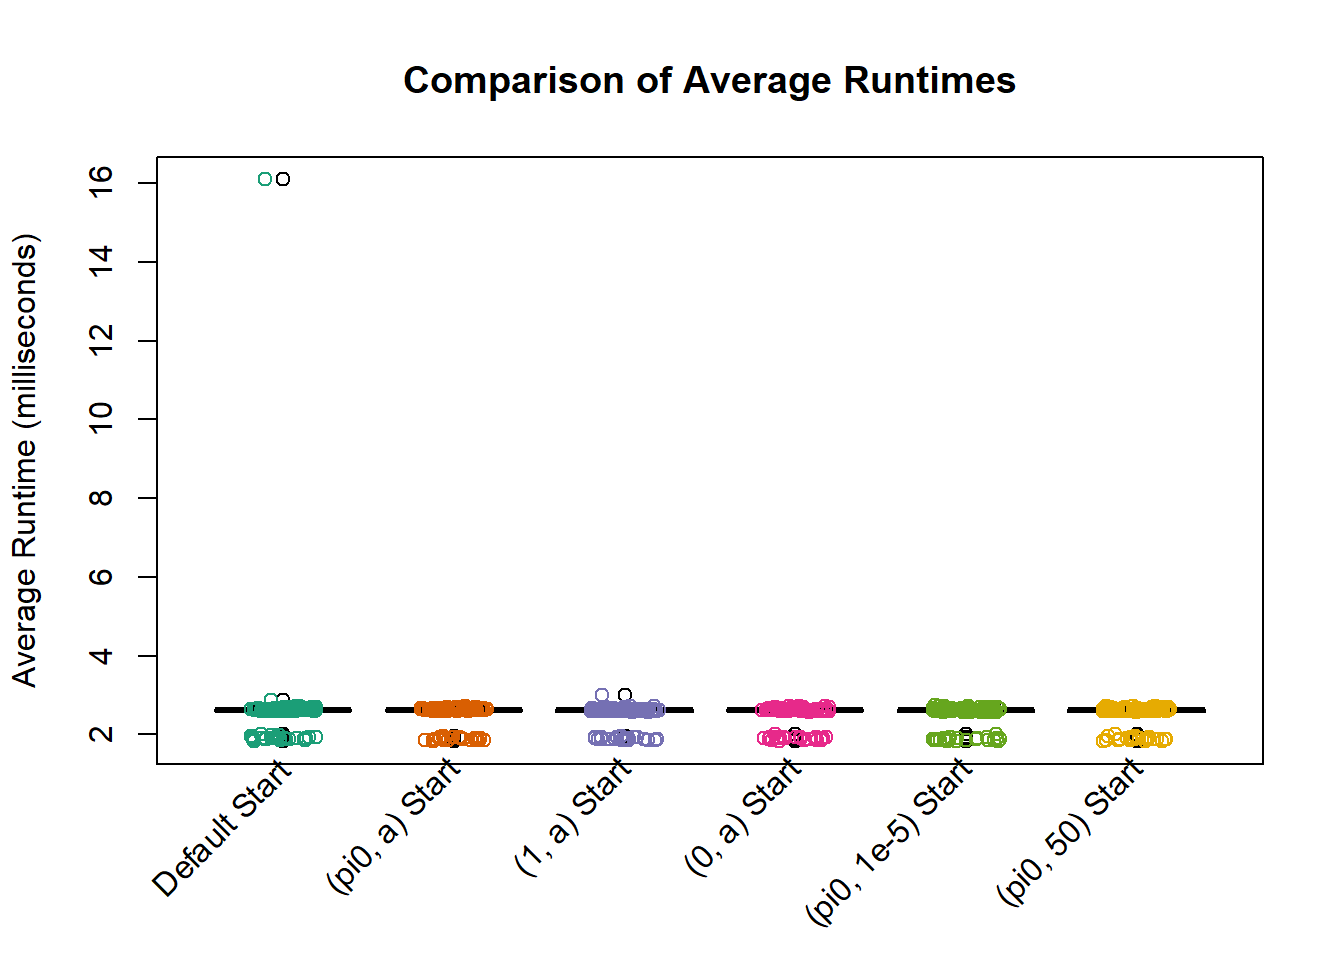 Comparison of Average Runtimes
Average Runtime (milliseconds)
16
14
12
10
8
6
4
2
Default Start
(pi0, a) Start
(1, a) Start
(0, a) Start
(pi0, 1e-5) Start
(pi0, 50) Start